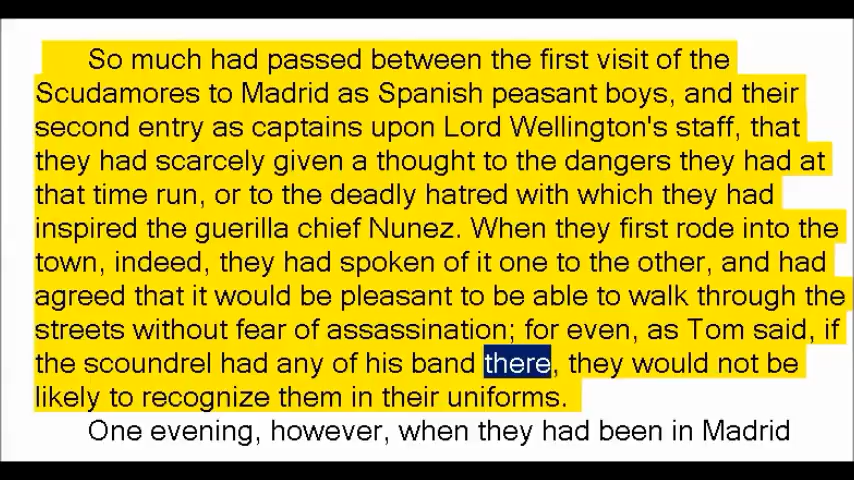 So much had passed between the first visit of the
Scudamores to Madrid as Spanish peasant boys, and their
second entry as captains upon Lord Wellington's staff, that
they had scarcely given a thought to the dangers they had at
that time run, or to the deadly hatred with which they had
inspired the guerilla chief Nunez. When they first rode into the
town, indeed, they had spoken of it one to the other, and had
agreed that it would be pleasant to be able to walk through the
streets without fear of assassination; for even, as Tom said, if
the scoundrel had any of his band there, they would not be
likely to recognize them in their uniforms.
One evening, however, when they had been in Madrid